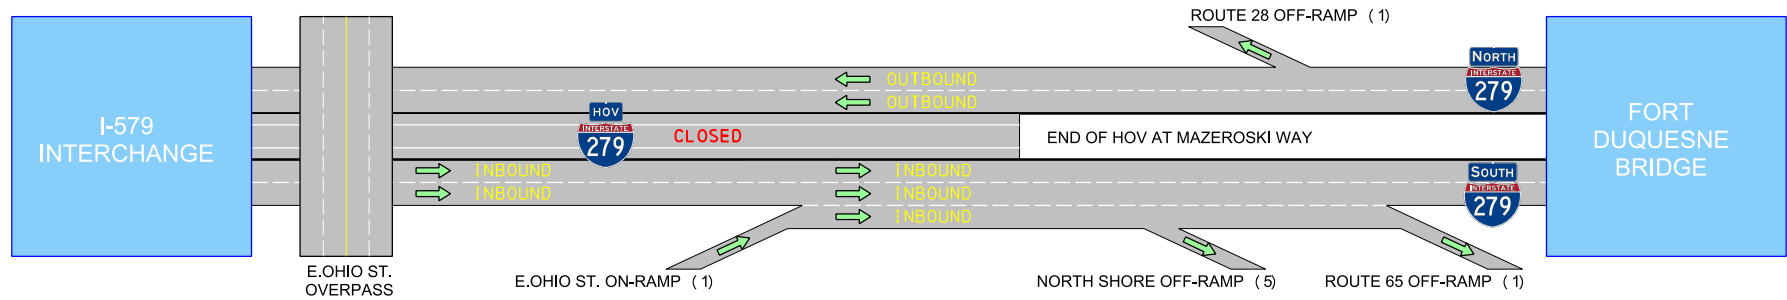 ROUTE 28 OFF-RAMP (1)
I-579
INTERCHANGE
OUTBOUND
OUTBOUND
NORTH
INTERSTATE
279
HOV
INTERSTATE
279
CLOSED
END OF HOV AT MAZEROSKI WAY
FORT
DUQUESNE
BRIDGE
INBOUND
INBOUND
INBOUND
INBOUND
INBOUND
SOUTH
INTERSTATE
279
E.OHIO ST.
OVERPASS
E.OHIO ST. ON-RAMP (1)
NORTH SHORE OFF-RAMP (5)
ROUTE 65 OFF-RAMP (1)